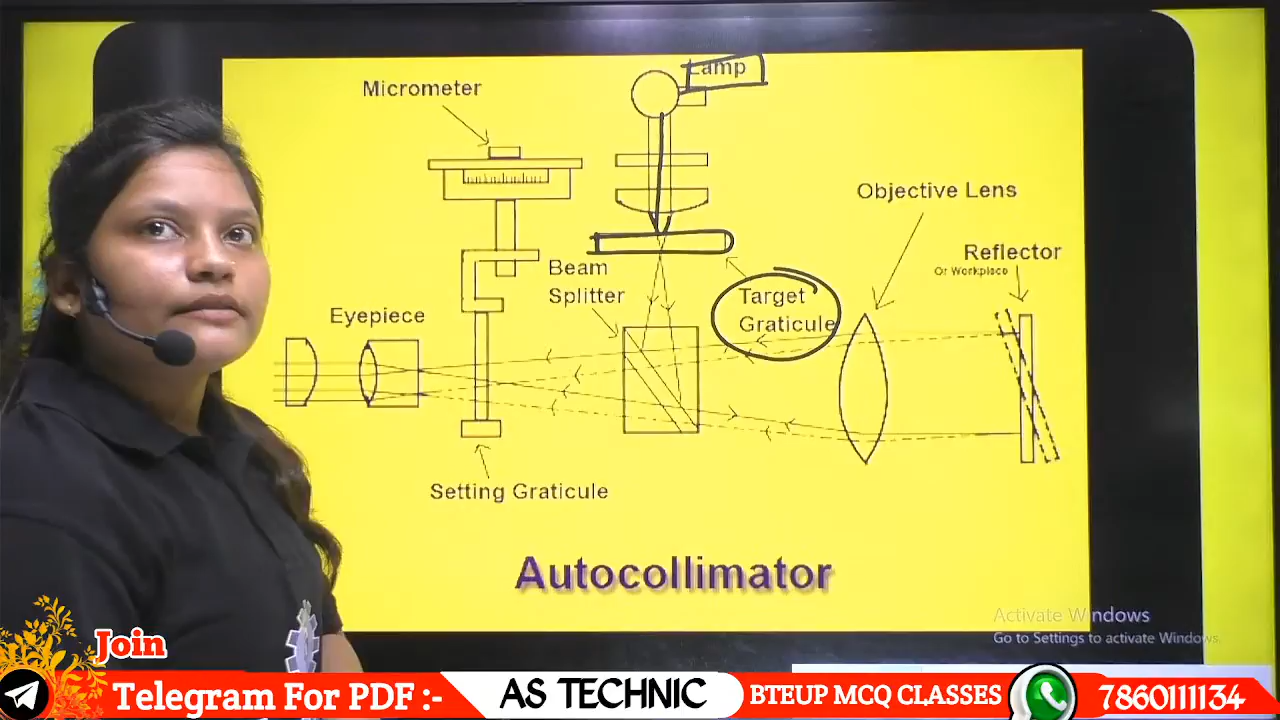 Lamp
Micrometer
Objective Lens
Reflector
Or Workpiece
Beam
Splitter
Target
Graticule
Eyepiece
Setting Graticule
Autocollimator
Activate Windows
Go to Settings to activate Windows.
Join
Telegram For PDF :-
AS TECHNIC
BTEUP MCQ CLASSES
7860111134